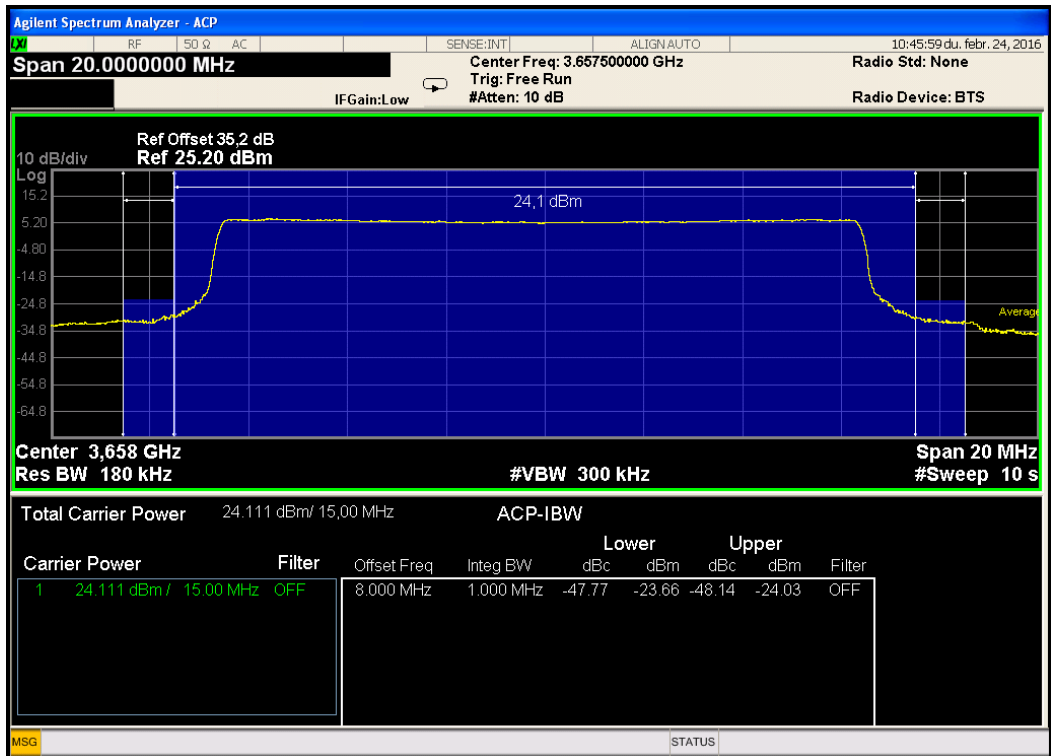 Agilent Spectrum Analyzer - ACP
LXI RF 50 Ω AC SENSE:INT ALIGN AUTO 10:45:59 du. febr. 24, 2016
Span 20.0000000 MHz
Center Freq: 3.657500000 GHz
Radio Std: None
Trig: Free Run
IFGain:Low #Atten: 10 dB Radio Device: BTS
Ref Offset 35,2 dB
10 dB/div Ref 25.20 dBm
Log
15.2
24,1 dBm
5.20
-4.80
-14.8
-24.8
Average
-34.8
-44.8
-54.8
-64.8
Center 3,658 GHz Span 20 MHz
Res BW 180 kHz #VBW 300 kHz #Sweep 10 s
Total Carrier Power 24.111 dBm/ 15,00 MHz ACP-IBW
Lower Upper
Carrier Power Filter Offset Freq Integ BW dBc dBm dBc dBm Filter
1 24.111 dBm / 15.00 MHz OFF 8.000 MHz 1.000 MHz -47.77 -23.66 -48.14 -24.03 OFF
MSG STATUS